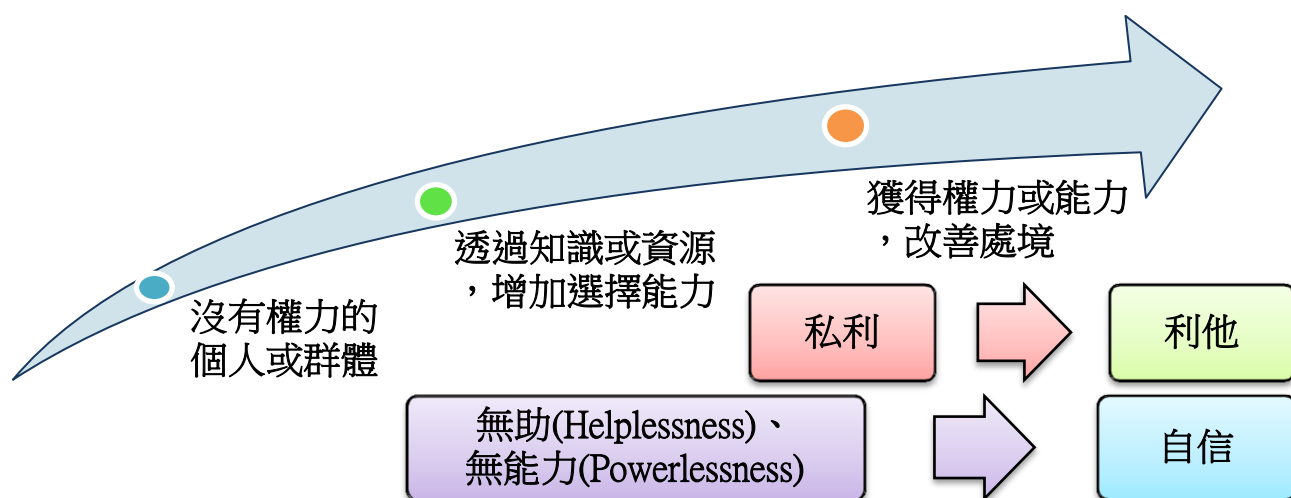 沒有權力的
個人或群體
透過知識或資源
，增加選擇能力
獲得權力或能力
，改善處境
私利
利他
無助(Helplessness)、
無能力(Powerlessness)
自信